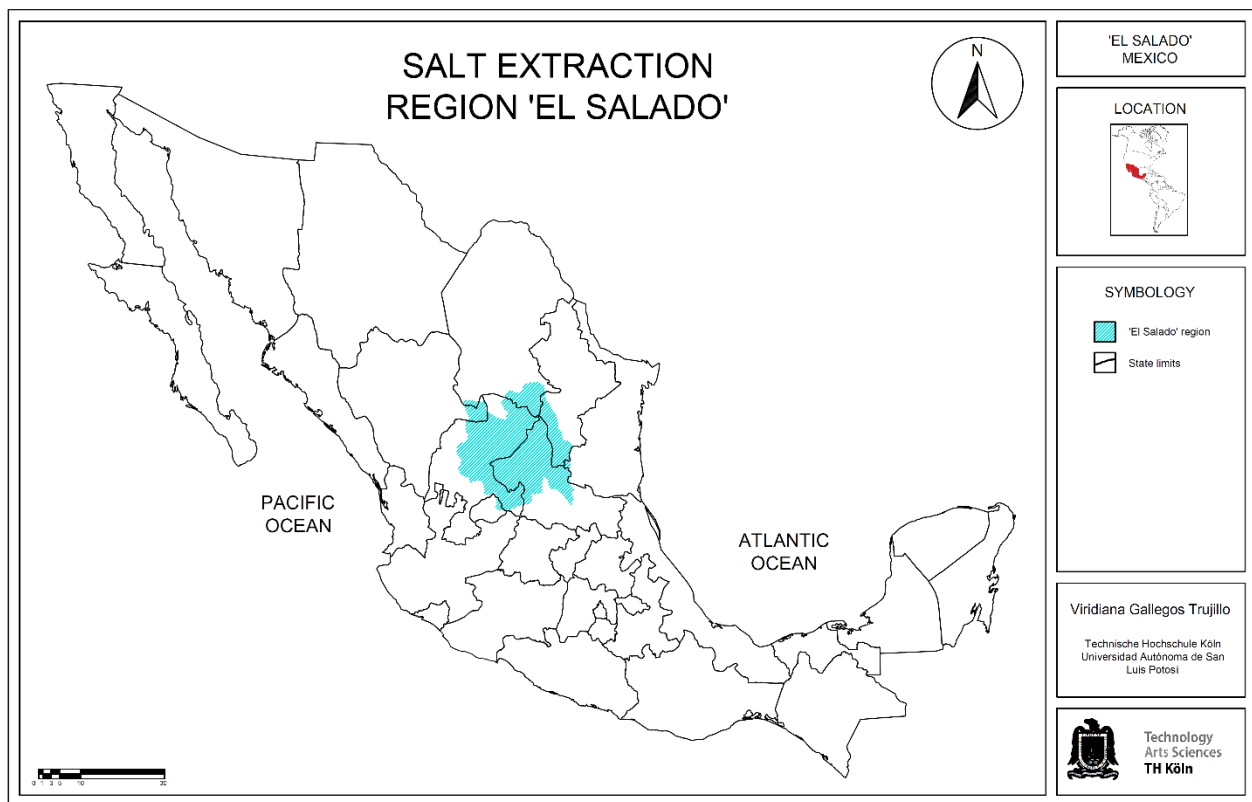 SALT EXTRACTION
REGION 'EL SALADO'
N
PACIFIC
OCEAN
ATLANTIC
OCEAN
'EL SALADO'
MEXICO
LOCATION
SYMBOLOGY
'El Salado' region
State limits
Viridiana Gallegos Trujillo
Technische Hochschule Köln
Universidad Autónoma de San
Luis Potosí
Technology
Arts Sciences
TH Köln